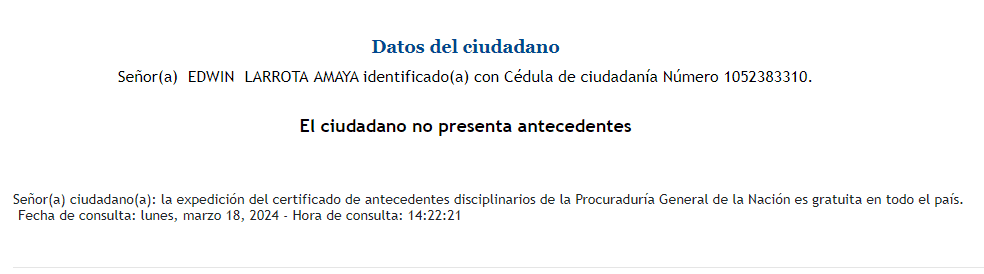 Datos del ciudadano
Señor(a) EDWIN LARROTA AMAYA identificado(a) con Cédula de ciudadanía Número 1052383310.
El ciudadano no presenta antecedentes
Señor(a) ciudadano(a): la expedición del certificado de antecedentes disciplinarios de la Procuraduría General de la Nación es gratuita en todo el país.
Fecha de consulta: lunes, marzo 18, 2024 - Hora de consulta: 14:22:21